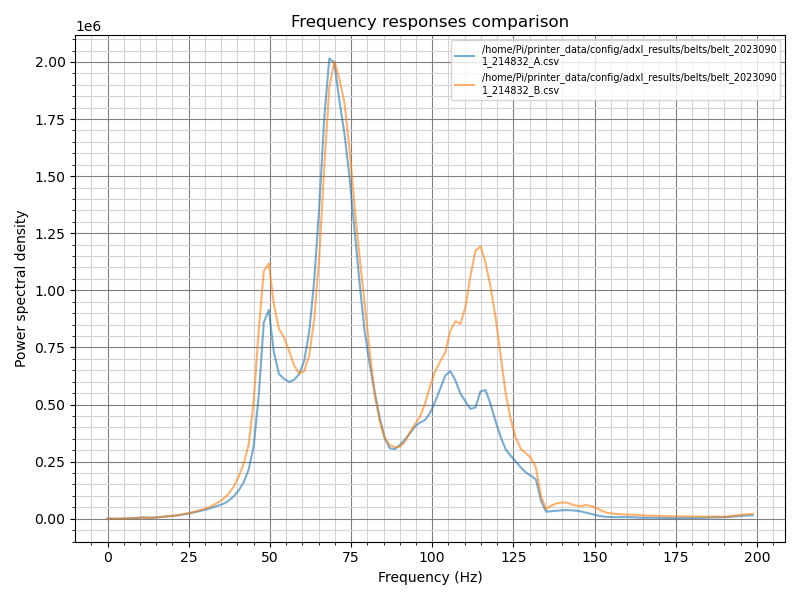 Frequency responses comparison
1e6
/home/Pi/printer_data/config/adxl_results/belts/belt_2023090
1_214832_A.csv
/home/Pi/printer_data/config/adxl_results/belts/belt_2023090
1_214832_B.csv
2.00
1.75
1.50
1.25
1.00
0.75
0.50
0.25
0.00
Power spectral density
0 25 50 75 100 125 150 175 200
Frequency (Hz)